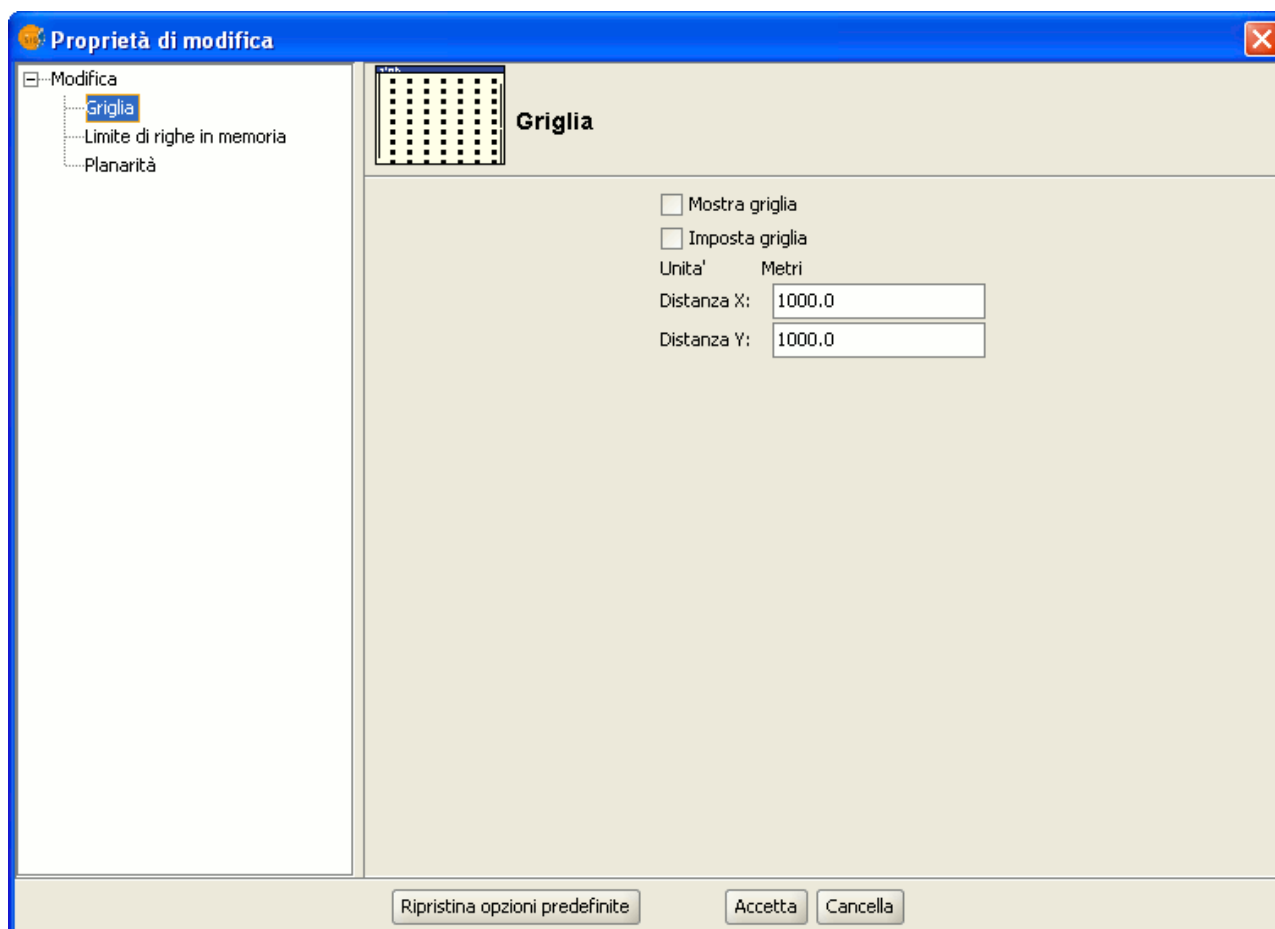 Proprietà di modifica
Modifica
Griglia
Limite di righe in memoria
Planarità
Griglia
Mostra griglia
Imposta griglia
Unita' Metri
Distanza X: 1000.0
Distanza Y: 1000.0
Ripristina opzioni predefinite Accetta Cancella